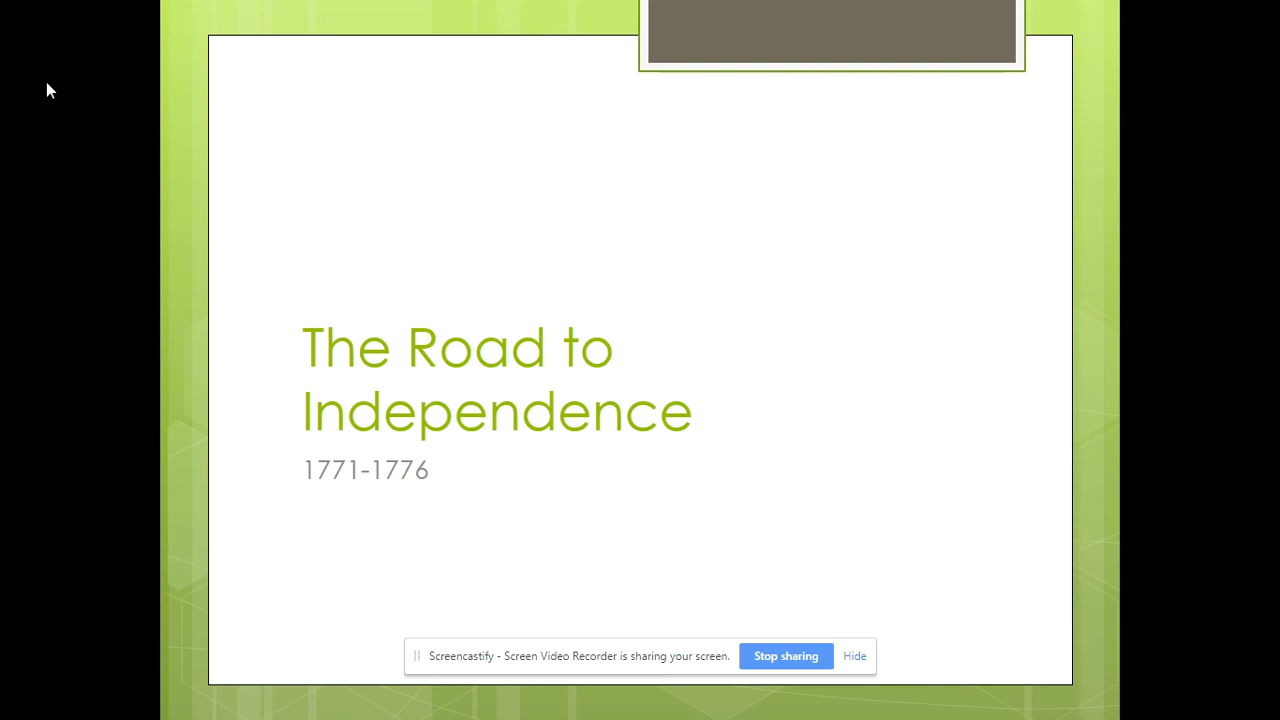 The Road to
Independence
1771-1776
Screencastify - Screen Video Recorder is sharing your screen.
Stop sharing
Hide